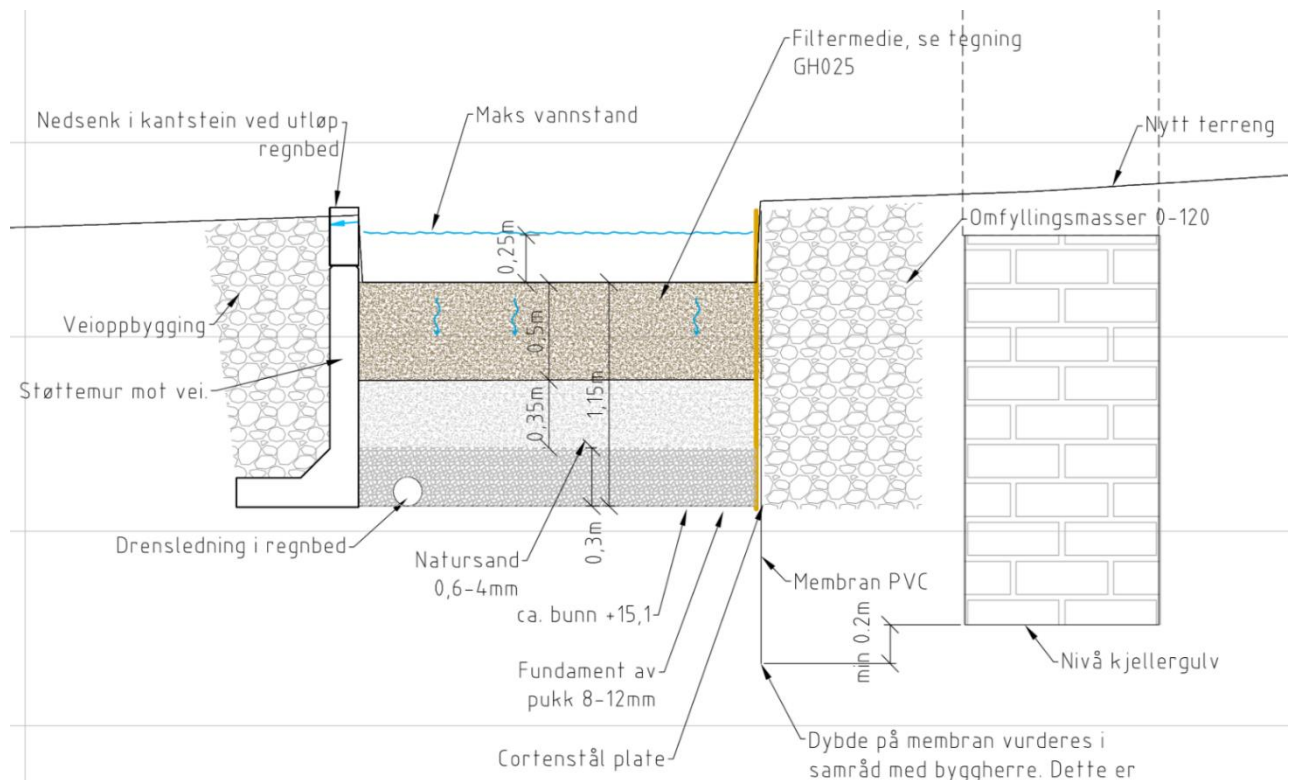 Filtermedie, se tegning
GH025
Nedsenk i kantstein ved utløp
regnbed
Maks vannstand
Nytt terreng
Omfyllingsmasser 0-120
0,25m
Veioppbygging
0,5m
Støttemur mot vei.
0,35m
1,15m
Drensledning i regnbed
Natursand
0,6-4mm
0,3m
Membran PVC
ca. bunn +15,1
min 0.2m
Nivå kjellergulv
Fundament av
pukk 8-12mm
Cortenstål plate
Dybde på membran vurderes i
samråd med byggherre. Dette er